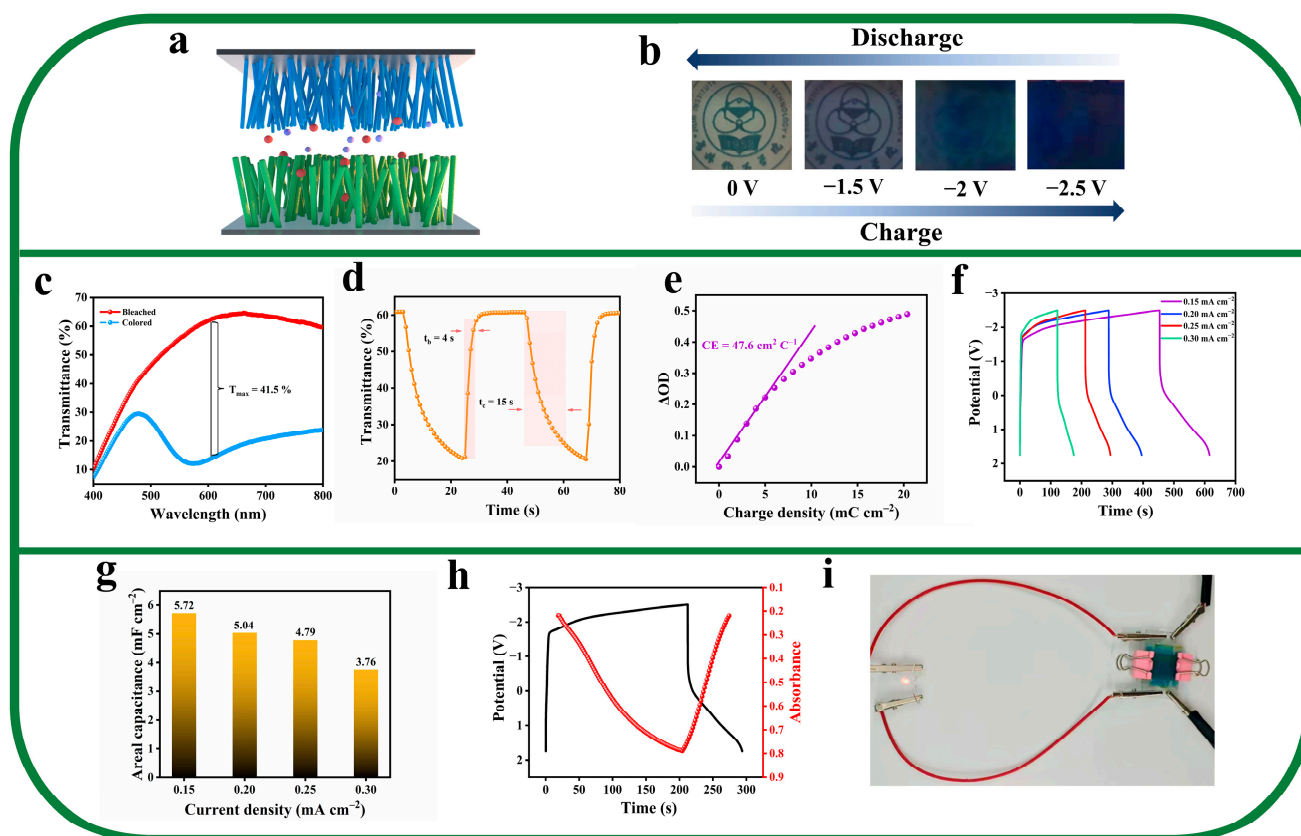 a
b
Discharge
0 V
−1.5 V
−2 V
−2.5 V
Charge
c
Transmittance (%)
70
60
50
40
30
20
10
0
Bleached
Colored
T_max = 41.5 %
400
500
600
700
800
Wavelength (nm)
d
Transmittance (%)
60
50
40
30
20
t_b = 4 s
t_c = 15 s
0
20
40
60
80
Time (s)
e
ΔOD
0.5
0.4
0.3
0.2
0.1
0.0
CE = 47.6 cm² C⁻¹
0
5
10
15
20
Charge density (mC cm⁻²)
f
Potential (V)
−3
−2
−1
0
1
2
0.15 mA cm⁻²
0.20 mA cm⁻²
0.25 mA cm⁻²
0.30 mA cm⁻²
0
100
200
300
400
500
600
700
Time (s)
g
Areal capacitance (mF cm⁻²)
6
5
4
3
2
1
0
5.72
5.04
4.79
3.76
0.15
0.20
0.25
0.30
Current density (mA cm⁻²)
h
Potential (V)
−3
−2
−1
0
1
2
0
50
100
150
200
250
300
Time (s)
0.1
0.2
0.3
0.4
0.5
0.6
0.7
0.8
0.9
Absorbance
i